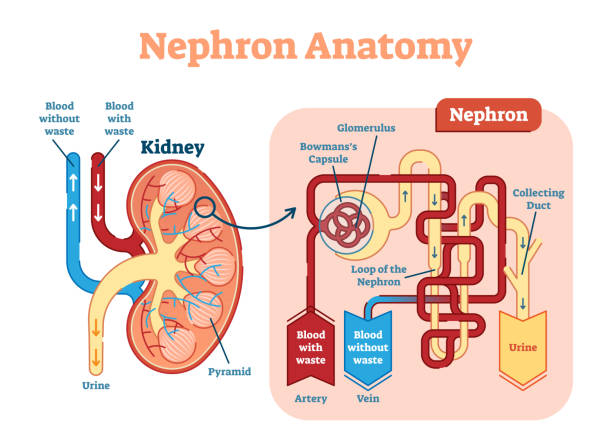 Nephron Anatomy
Blood
without
waste
Blood
with
waste
Kidney
Urine
Pyramid
Nephron
Glomerulus
Bowmans's
Capsule
Collecting
Duct
Loop of the
Nephron
Blood
with
waste
Blood
without
waste
Urine
Artery
Vein